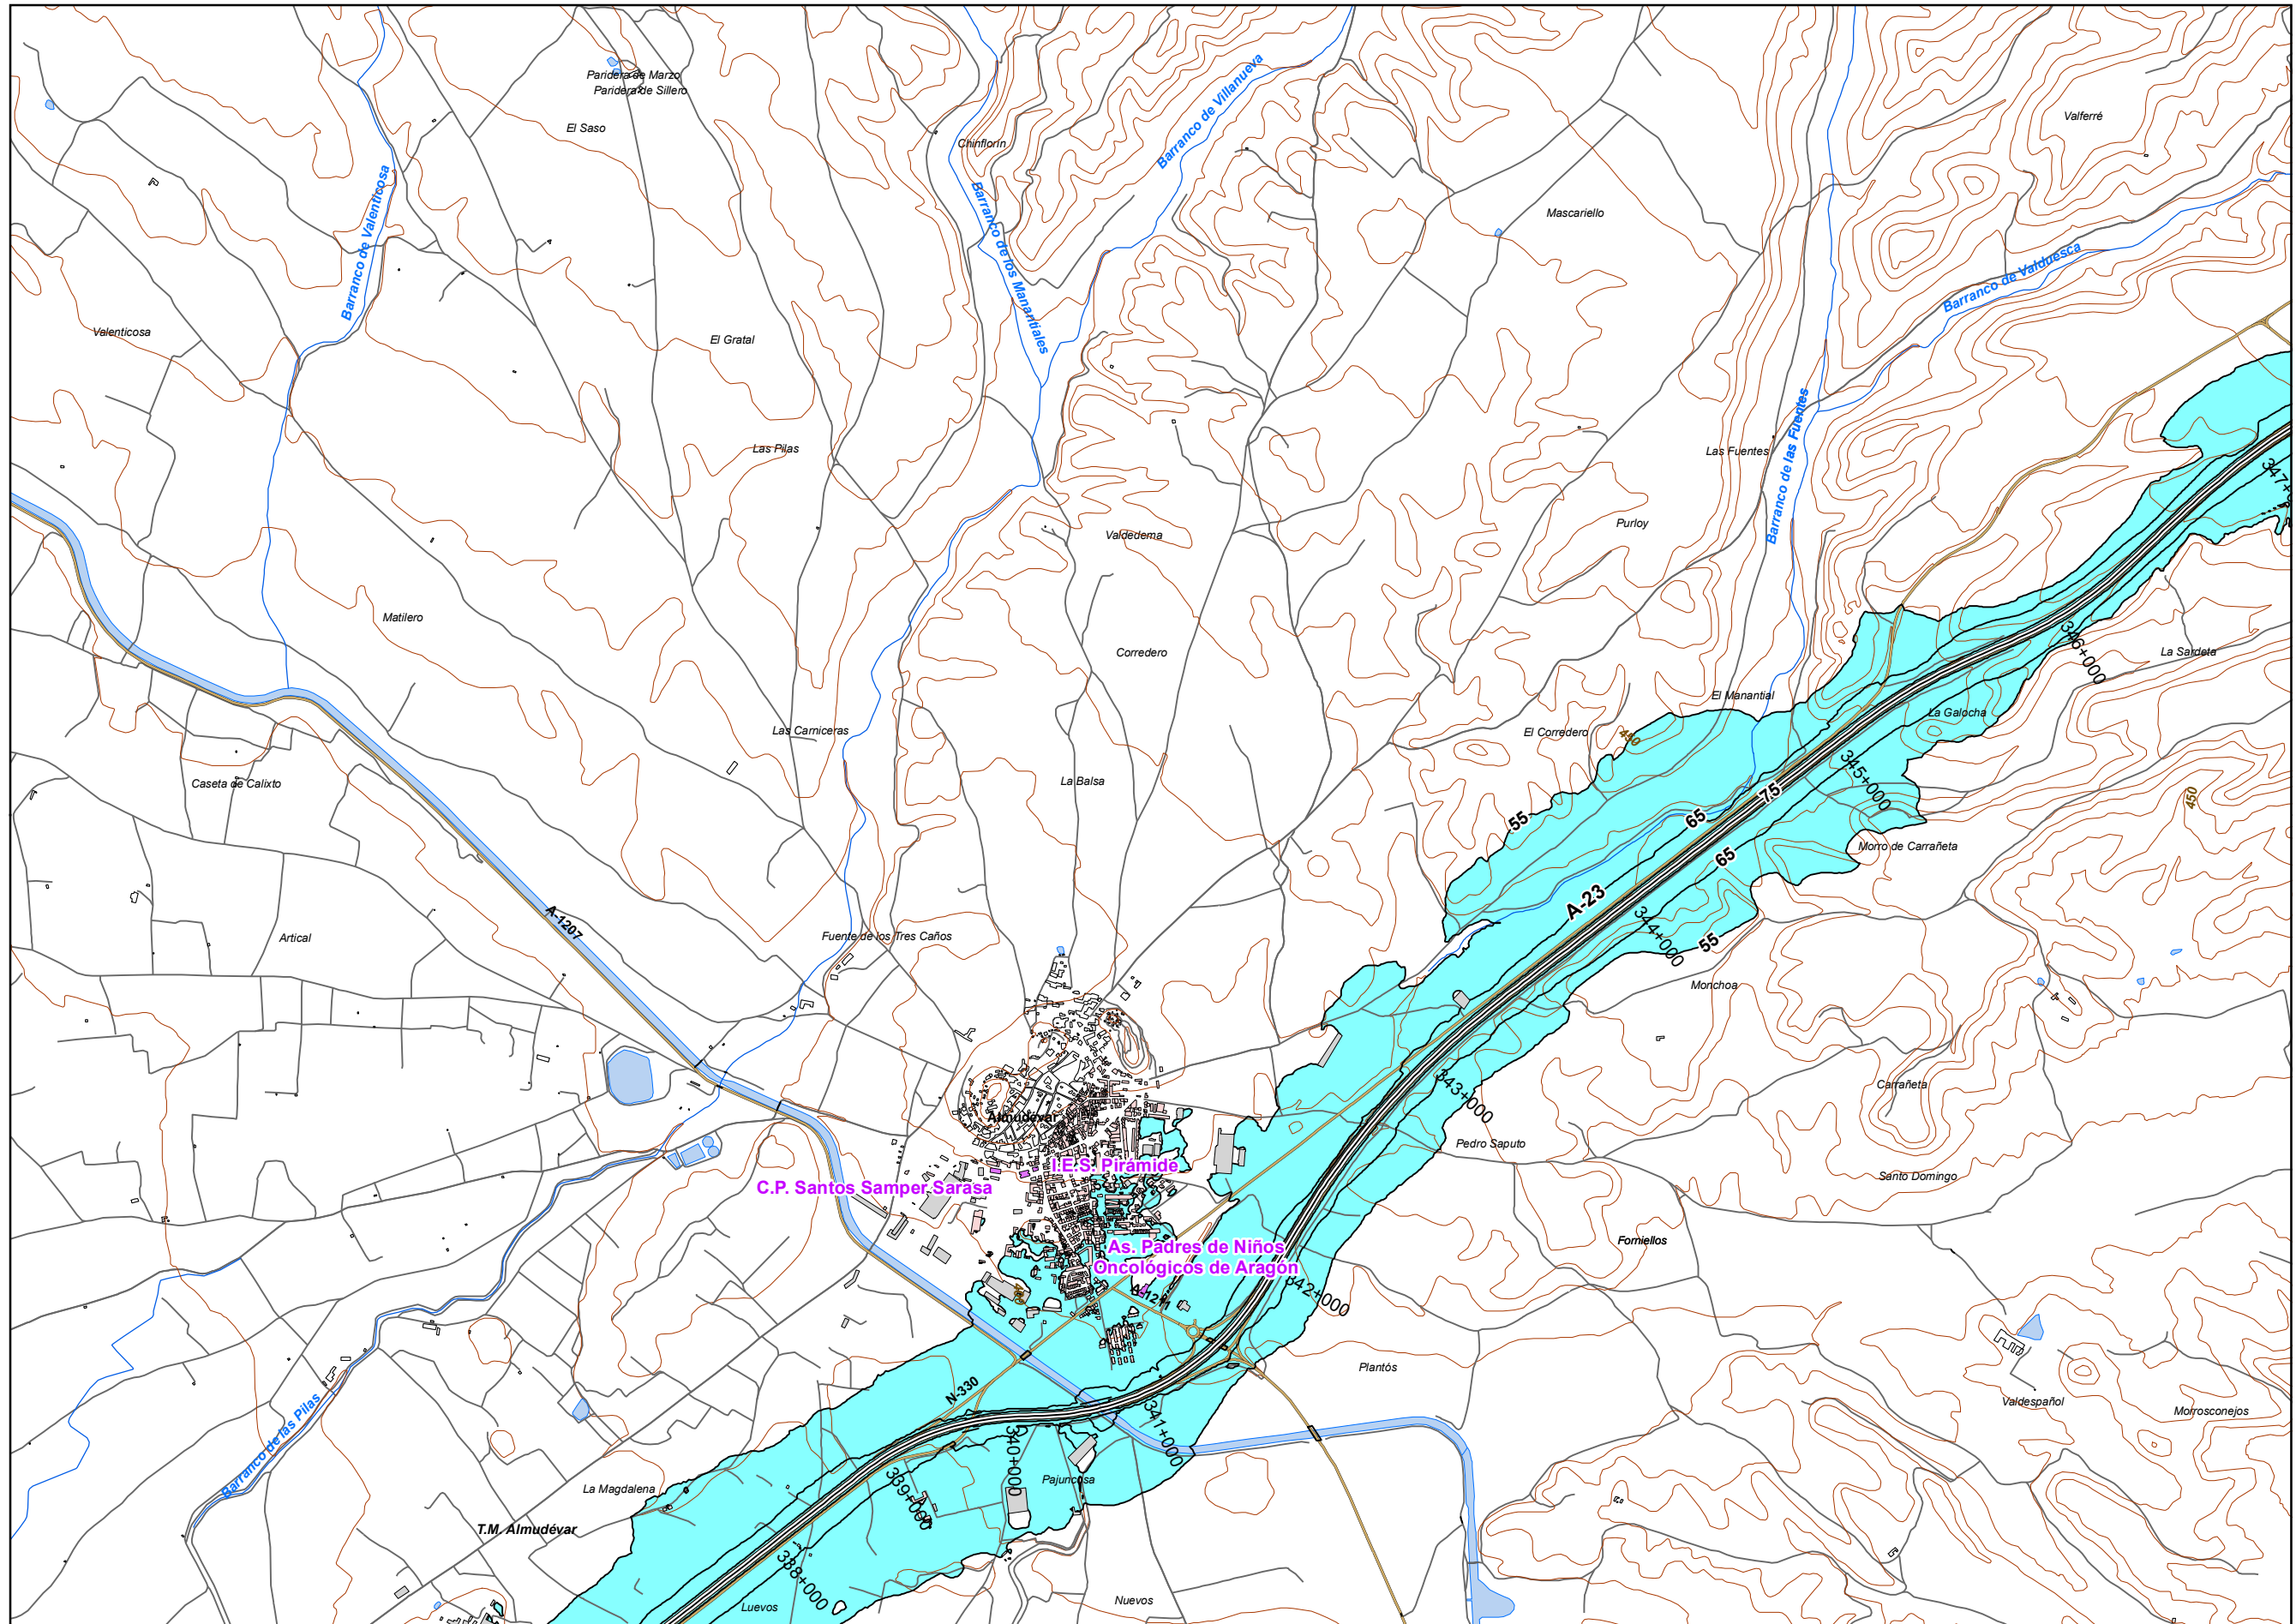 Paridera de Marzo
Paridera de Sillero
El Saso
Chinflorín
Barranco de Villanueva
Valferré
Barranco de Valenticosa
Barranco de los Manantiales
Mascariello
Barranco de Valduesca
Valenticosa
El Gratal
Las Pilas
Las Fuentes
Barranco de las Fuentes
347+
Purloy
Valdedema
Matilero
Corredero
346+000
La Sardeta
El Manantial
La Galocha
Las Carniceras
El Corredero
450
Caseta de Calixto
La Balsa
345+000
75
450
55
65
65
Morro de Carrañeta
A-23
A-1207
Artical
Fuente de los Tres Caños
344+000
55
Monchoa
343+000
Carrañeta
Almudévar
Pedro Saputo
I.E.S. Pirámide
C.P. Santos Samper Sarasa
Santo Domingo
As. Padres de Niños
Oncológicos de Aragón
Forniellos
A-1211
342+000
Plantós
N-330
341+000
Valdespañol
Morrosconejos
Barranco de las Pilas
340+000
339+000
Pajuncosa
La Magdalena
T.M. Almudévar
338+000
Luevos
Nuevos